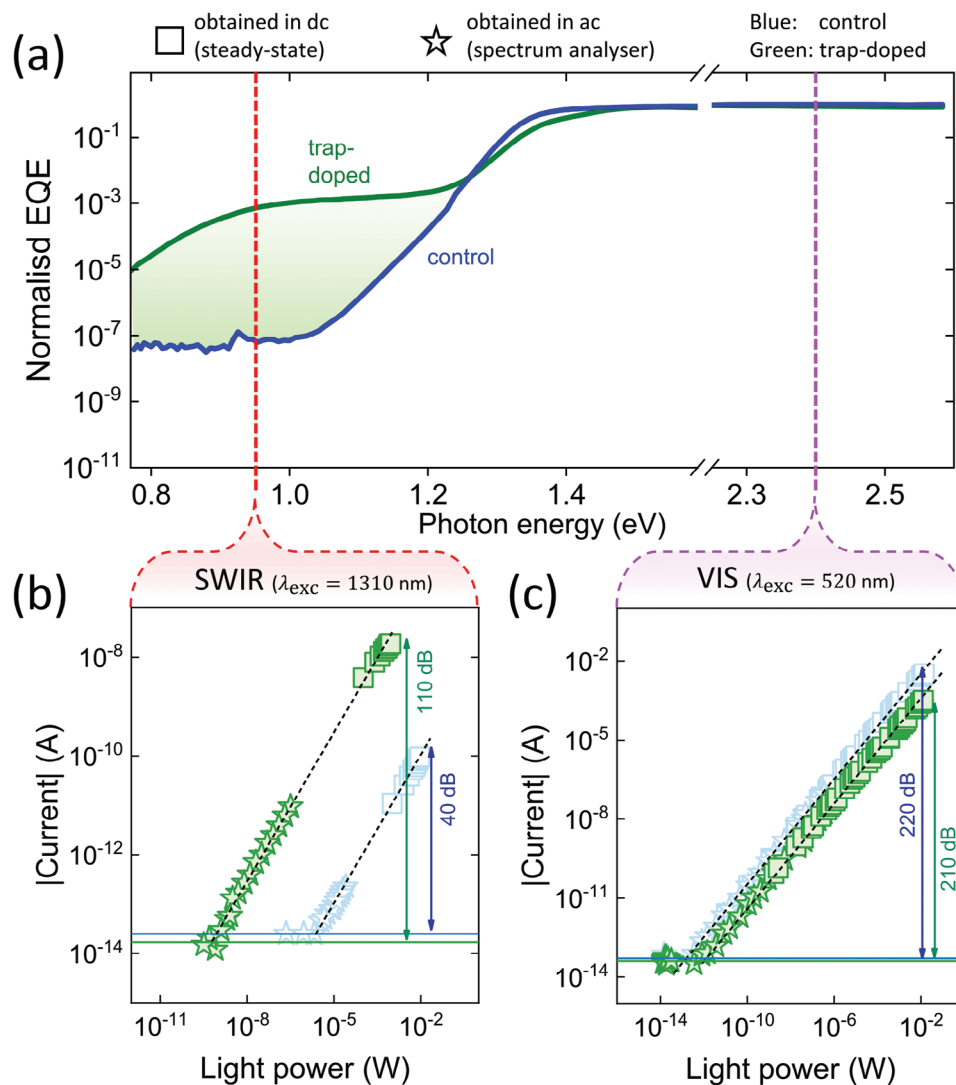 obtained in dc
(steady-state)
obtained in ac
(spectrum analyser)
Blue: control
Green: trap-doped
(a)
Normalisd EQE
10-1
10-3
10-5
10-7
10-9
10-11
trap-
doped
control
0.8 1.0 1.2 1.4 2.3 2.5
Photon energy (eV)
SWIR (λexc = 1310 nm)
VIS (λexc = 520 nm)
(b)
|Current| (A)
10-8
10-10
10-12
10-14
110 dB
40 dB
10-11 10-8 10-5 10-2
Light power (W)
(c)
|Current| (A)
10-2
10-5
10-8
10-11
10-14
220 dB
210 dB
10-14 10-10 10-6 10-2
Light power (W)